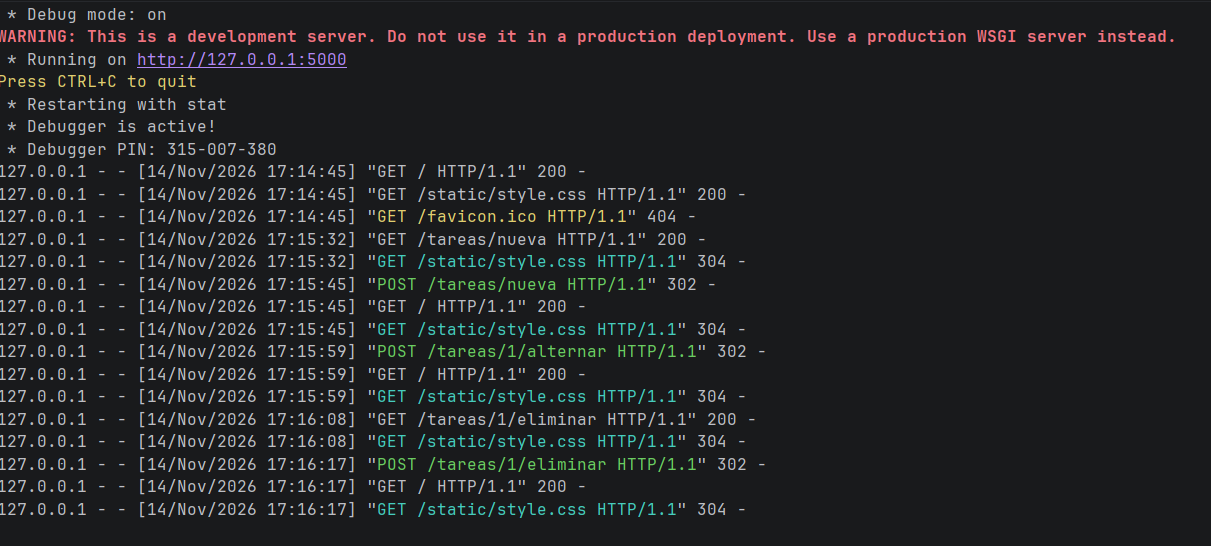 * Debug mode: on
WARNING: This is a development server. Do not use it in a production deployment. Use a production WSGI server instead.
* Running on http://127.0.0.1:5000
Press CTRL+C to quit
* Restarting with stat
* Debugger is active!
* Debugger PIN: 315-007-380
127.0.0.1 - - [14/Nov/2026 17:14:45] "GET / HTTP/1.1" 200 -
127.0.0.1 - - [14/Nov/2026 17:14:45] "GET /static/style.css HTTP/1.1" 200 -
127.0.0.1 - - [14/Nov/2026 17:14:45] "GET /favicon.ico HTTP/1.1" 404 -
127.0.0.1 - - [14/Nov/2026 17:15:32] "GET /tareas/nueva HTTP/1.1" 200 -
127.0.0.1 - - [14/Nov/2026 17:15:32] "GET /static/style.css HTTP/1.1" 304 -
127.0.0.1 - - [14/Nov/2026 17:15:45] "POST /tareas/nueva HTTP/1.1" 302 -
127.0.0.1 - - [14/Nov/2026 17:15:45] "GET / HTTP/1.1" 200 -
127.0.0.1 - - [14/Nov/2026 17:15:45] "GET /static/style.css HTTP/1.1" 304 -
127.0.0.1 - - [14/Nov/2026 17:15:59] "POST /tareas/1/alternar HTTP/1.1" 302 -
127.0.0.1 - - [14/Nov/2026 17:15:59] "GET / HTTP/1.1" 200 -
127.0.0.1 - - [14/Nov/2026 17:15:59] "GET /static/style.css HTTP/1.1" 304 -
127.0.0.1 - - [14/Nov/2026 17:16:08] "GET /tareas/1/eliminar HTTP/1.1" 200 -
127.0.0.1 - - [14/Nov/2026 17:16:08] "GET /static/style.css HTTP/1.1" 304 -
127.0.0.1 - - [14/Nov/2026 17:16:17] "POST /tareas/1/eliminar HTTP/1.1" 302 -
127.0.0.1 - - [14/Nov/2026 17:16:17] "GET / HTTP/1.1" 200 -
127.0.0.1 - - [14/Nov/2026 17:16:17] "GET /static/style.css HTTP/1.1" 304 -